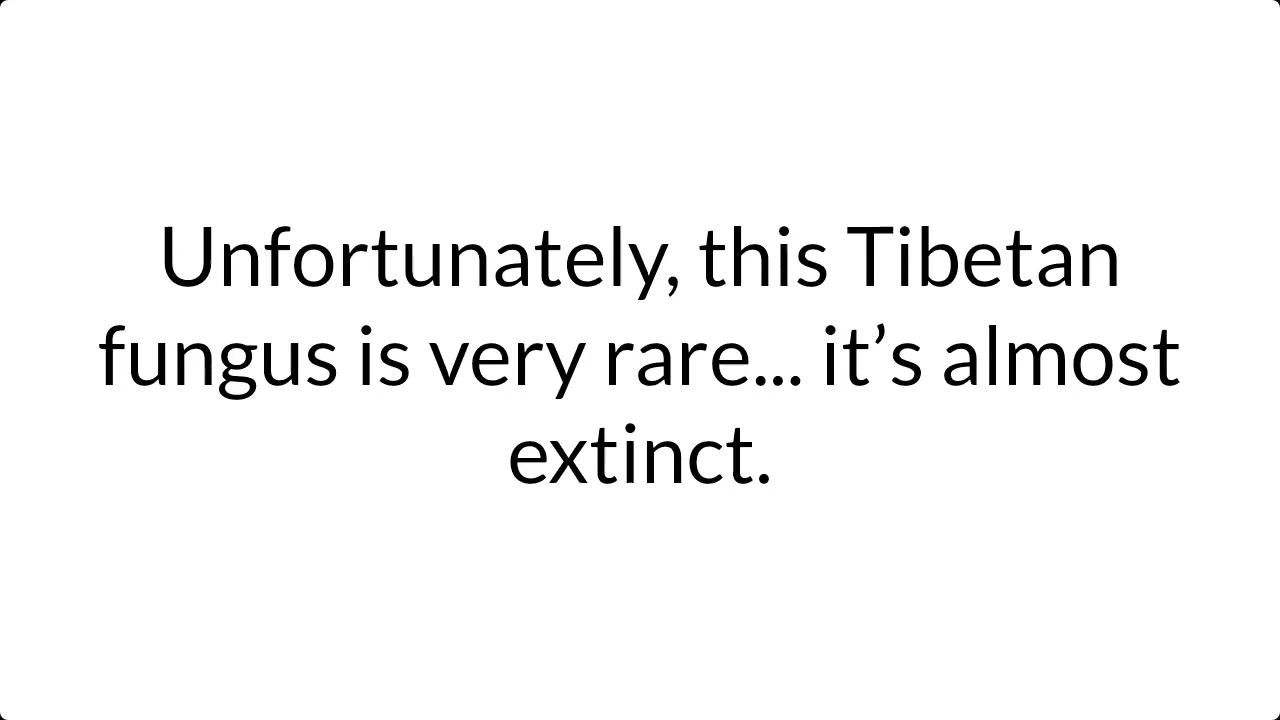 Unfortunately, this Tibetan
fungus is very rare... it’s almost
extinct.